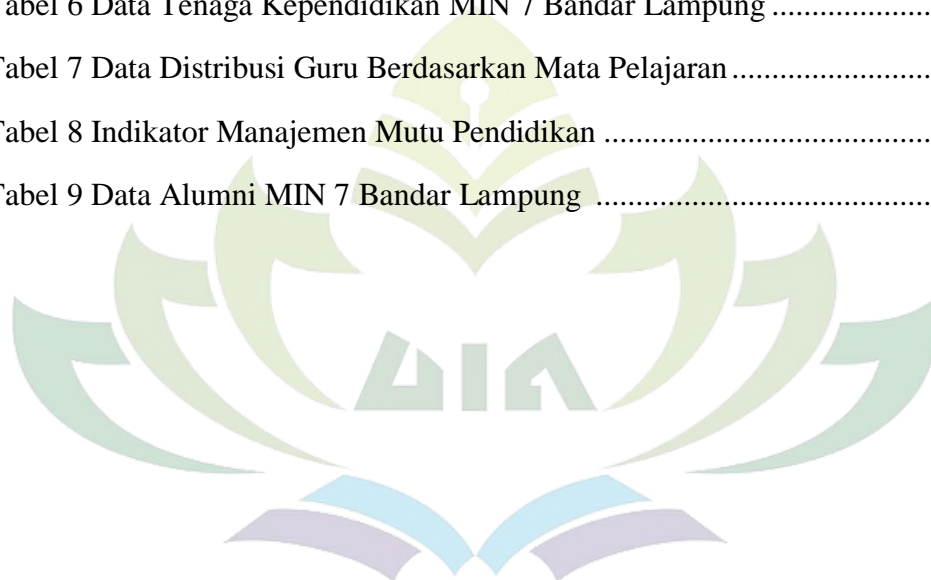 Tabel 6 Data Tenaga Kependidikan MIN 7 Bandar Lampung ....................
Tabel 7 Data Distribusi Guru Berdasarkan Mata Pelajaran .........................
Tabel 8 Indikator Manajemen Mutu Pendidikan .........................................
Tabel 9 Data Alumni MIN 7 Bandar Lampung ..........................................
UIN